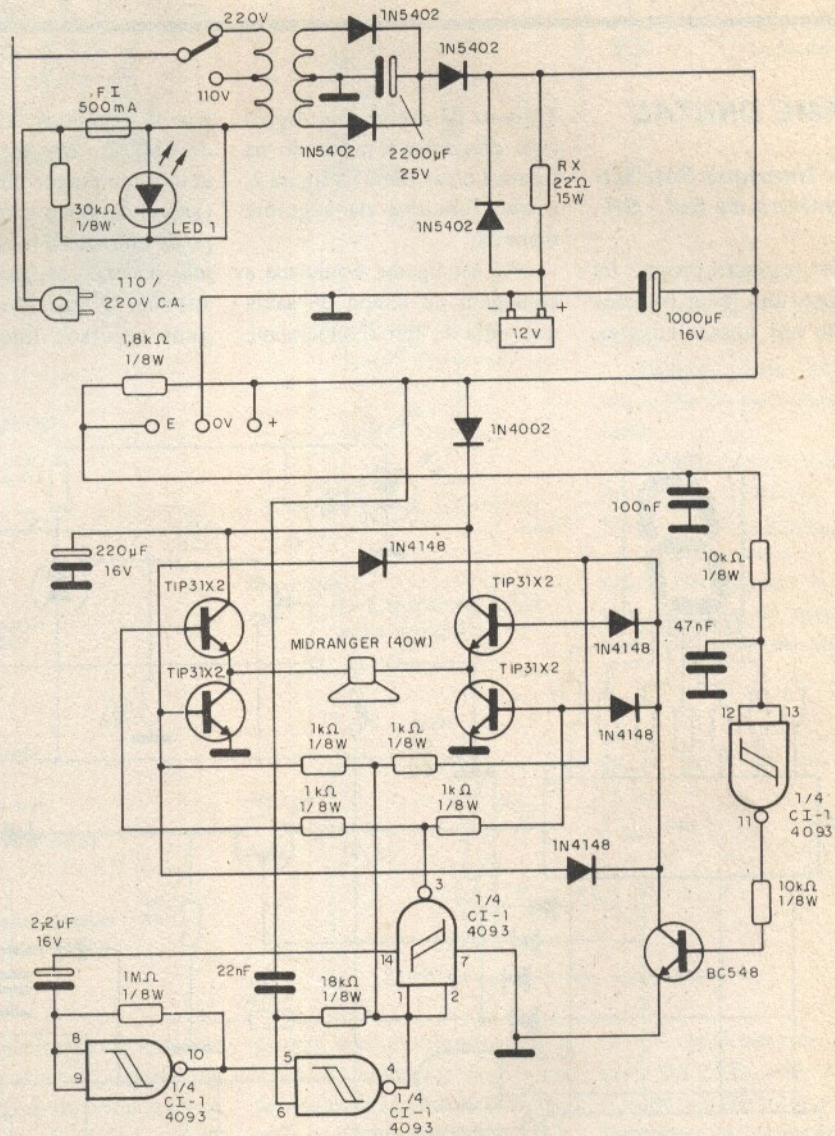 220V
1N5402
1N5402
110V
F I
500mA
1N5402
2200µF
25V
RX
22Ω
15W
30kΩ
1/8W
LED 1
1N5402
110 /
220V C.A.
12V
+
1000µF
16V
1,8kΩ
1/8W
E
0V
+
1N4002
100nF
10kΩ
1/8W
220µF
16V
1N4148
TIP31X2
TIP31X2
1N4148
47nF
MIDRANGER (40W)
TIP31X2
TIP31X2
1N4148
12
13
1kΩ
1/8W
1kΩ
1/8W
1kΩ
1/8W
1kΩ
1/8W
11
1/4
CI-1
4093
1N4148
3
10kΩ
1/8W
2,2µF
16V
1/4
CI-1
4093
14
7
BC548
1MΩ
1/8W
22nF
18kΩ
1/8W
1
2
8
9
10
5
6
4
1/4
CI-1
4093
1/4
CI-1
4093